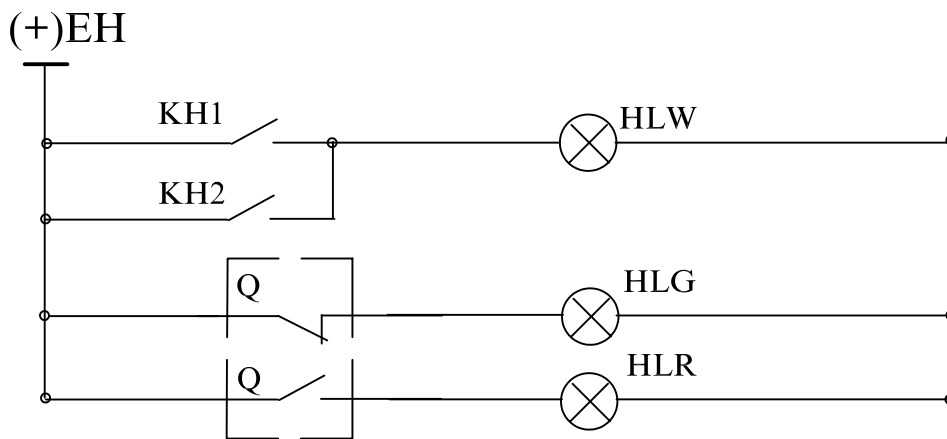 (+)EH
KH1
HLW
KH2
Q
HLG
Q
HLR